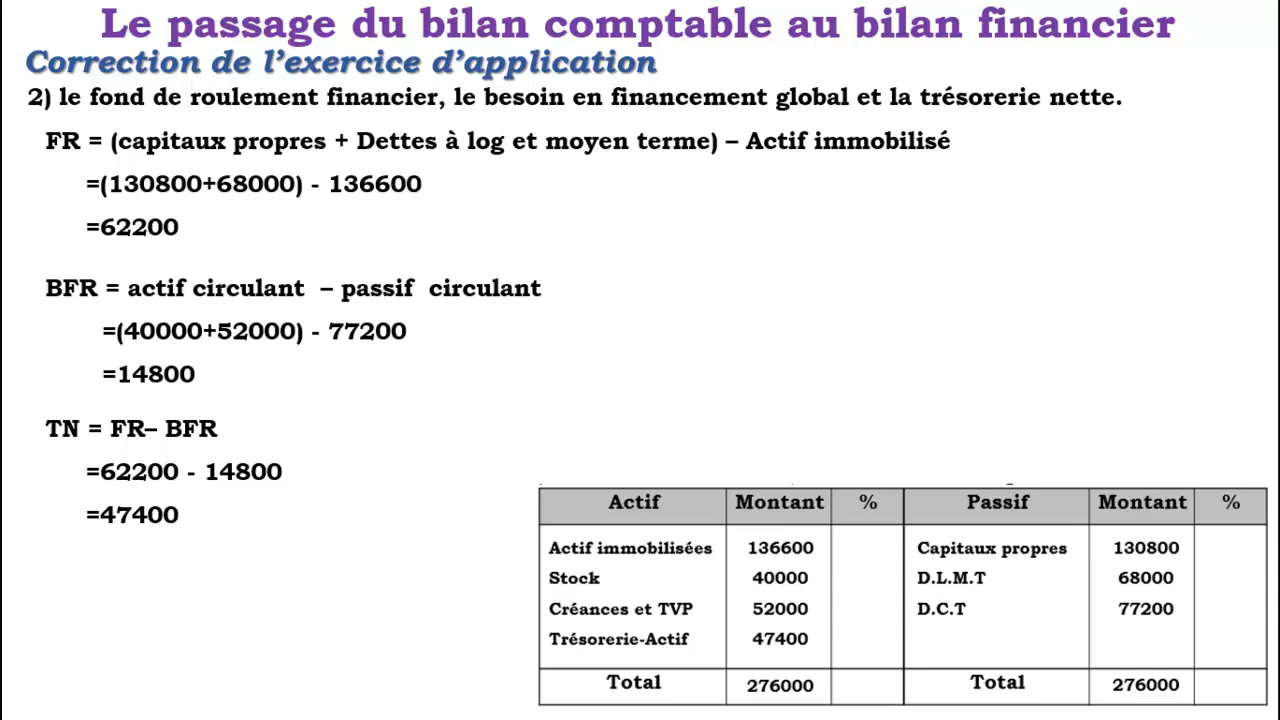 Le passage du bilan comptable au bilan financier
Correction de l’exercice d’application
2) le fond de roulement financier, le besoin en financement global et la trésorerie nette.
FR = (capitaux propres + Dettes à log et moyen terme) – Actif immobilisé
=(130800+68000) - 136600
=62200
BFR = actif circulant – passif circulant
=(40000+52000) - 77200
=14800
TN = FR– BFR
=62200 - 14800
=47400
Actif Montant % Passif Montant %
Actif immobilisées 136600 Capitaux propres 130800
Stock 40000 D.L.M.T 68000
Créances et TVP 52000 D.C.T 77200
Trésorerie-Actif 47400
Total 276000 Total 276000